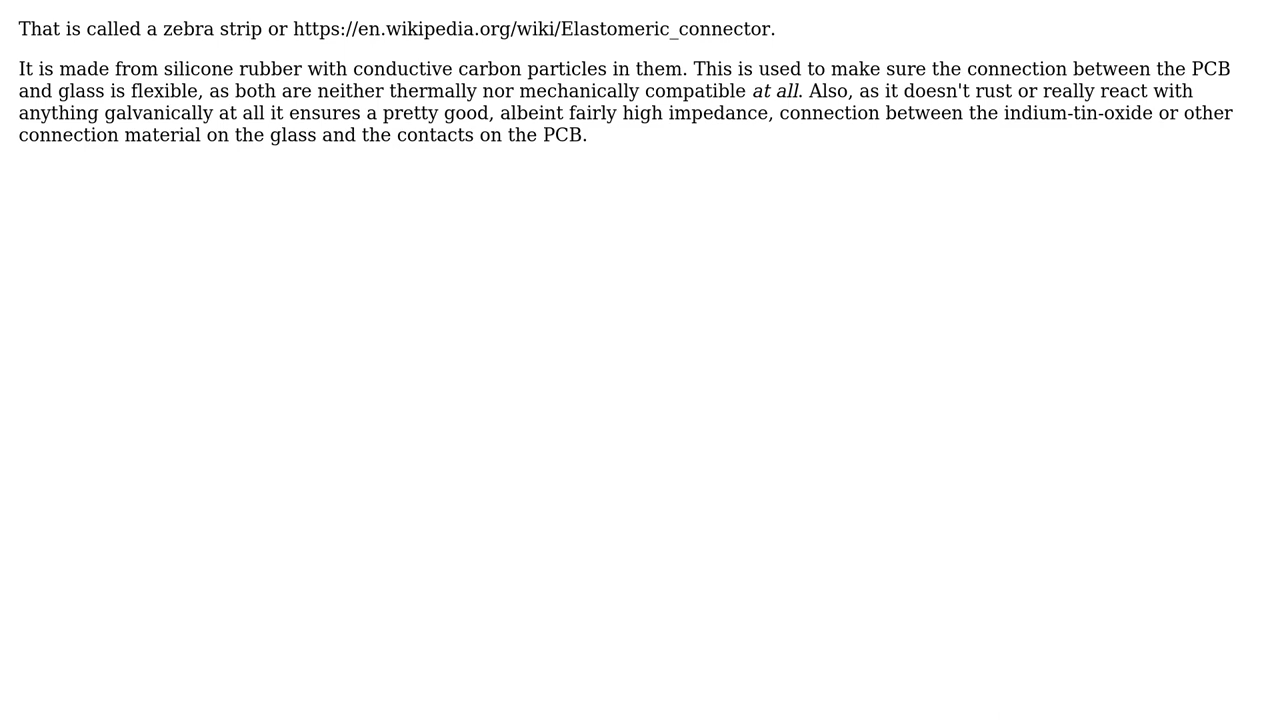 That is called a zebra strip or https://en.wikipedia.org/wiki/Elastomeric_connector.
It is made from silicone rubber with conductive carbon particles in them. This is used to make sure the connection between the PCB
and glass is flexible, as both are neither thermally nor mechanically compatible at all. Also, as it doesn't rust or really react with
anything galvanically at all it ensures a pretty good, albeint fairly high impedance, connection between the indium-tin-oxide or other
connection material on the glass and the contacts on the PCB.